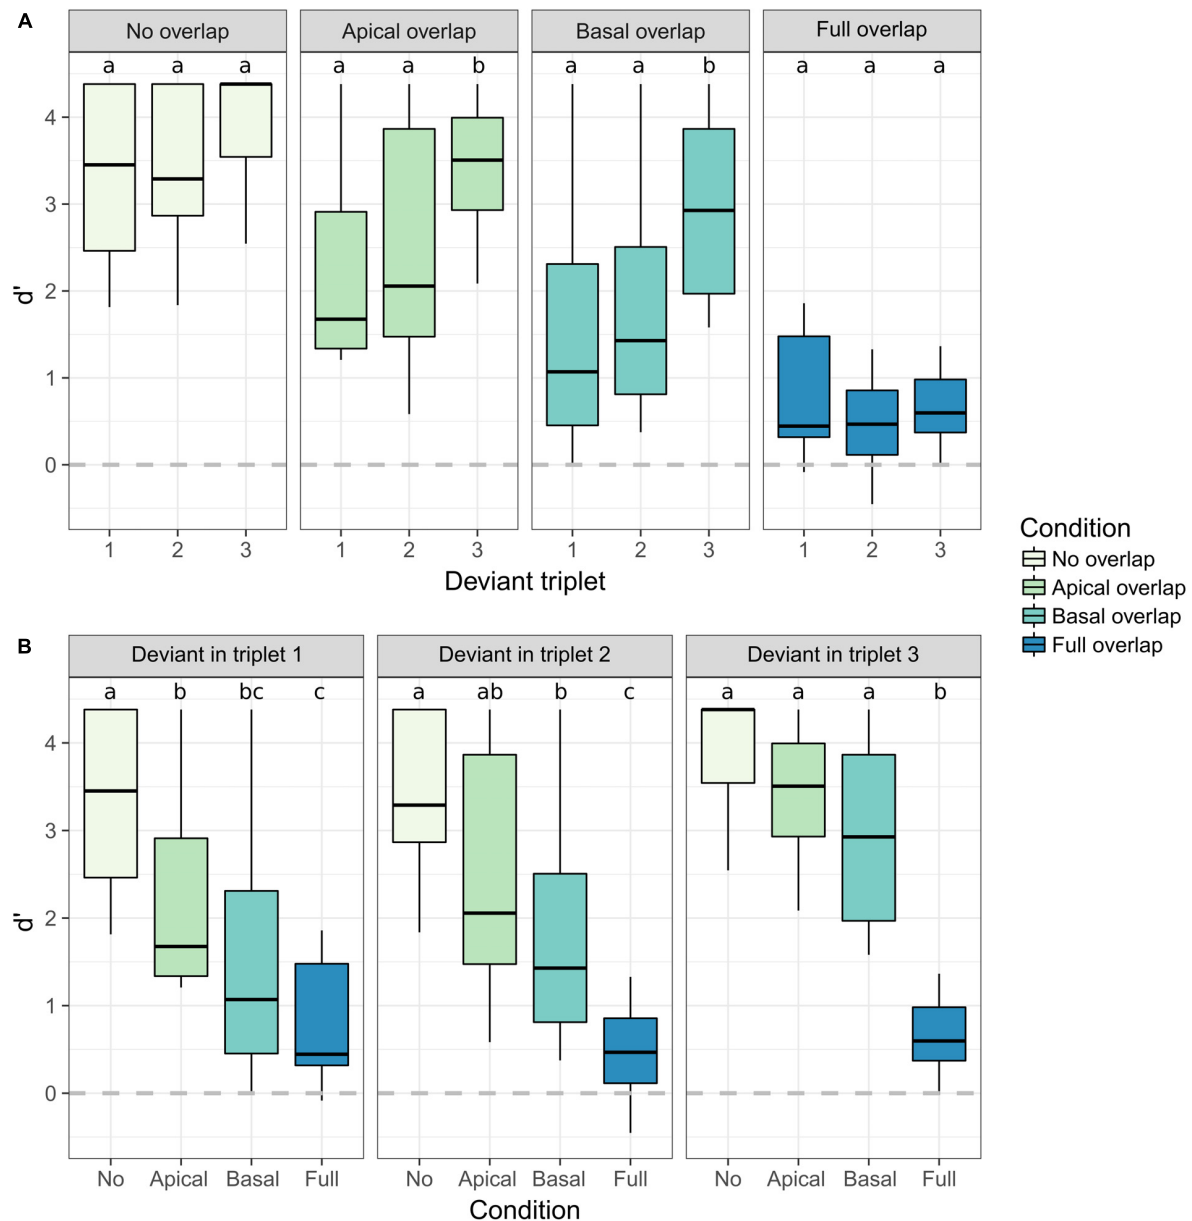 A
No overlap Apical overlap Basal overlap Full overlap
a a a a a b a a b a a a
4
3
2
1
0
d'
1 2 3 1 2 3 1 2 3 1 2 3
Deviant triplet
Condition
No overlap
Apical overlap
Basal overlap
Full overlap
B
Deviant in triplet 1 Deviant in triplet 2 Deviant in triplet 3
a b bc c a ab b c a a a b
4
3
2
1
0
d'
No Apical Basal Full No Apical Basal Full No Apical Basal Full
Condition